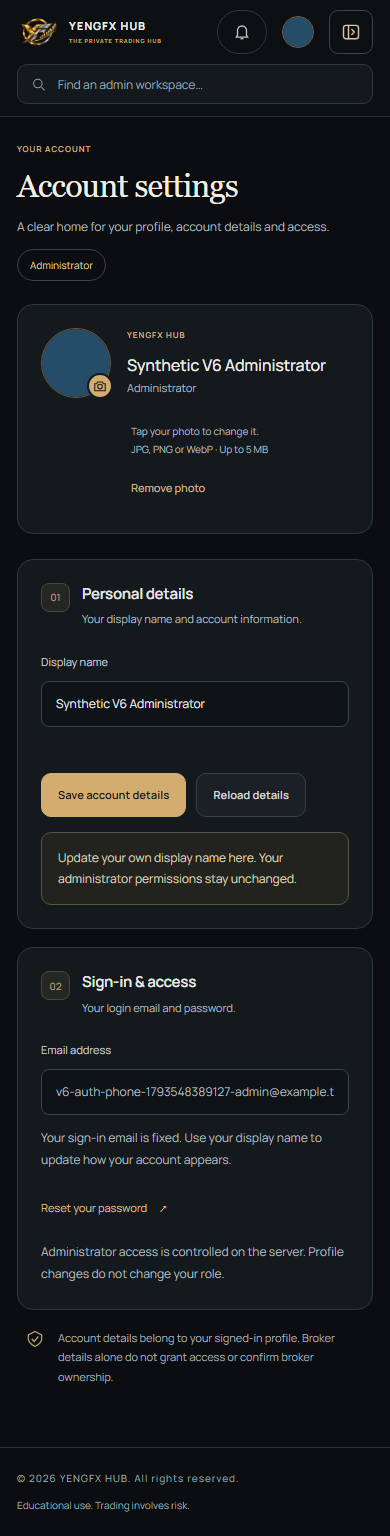 YENGFX HUB
THE PRIVATE TRADING HUB
Find an admin workspace...
YOUR ACCOUNT
Account settings
A clear home for your profile, account details and access.
Administrator
YENGFX HUB
Synthetic V6 Administrator
Administrator
Tap your photo to change it.
JPG, PNG or WebP · Up to 5 MB
Remove photo
01
Personal details
Your display name and account information.
Display name
Synthetic V6 Administrator
Save account details
Reload details
Update your own display name here. Your
administrator permissions stay unchanged.
02
Sign-in & access
Your login email and password.
Email address
v6-auth-phone-1793548389127-admin@example.t
Your sign-in email is fixed. Use your display name to
update how your account appears.
Reset your password ↗
Administrator access is controlled on the server. Profile
changes do not change your role.
Account details belong to your signed-in profile. Broker
details alone do not grant access or confirm broker
ownership.
© 2026 YENGFX HUB. All rights reserved.
Educational use. Trading involves risk.